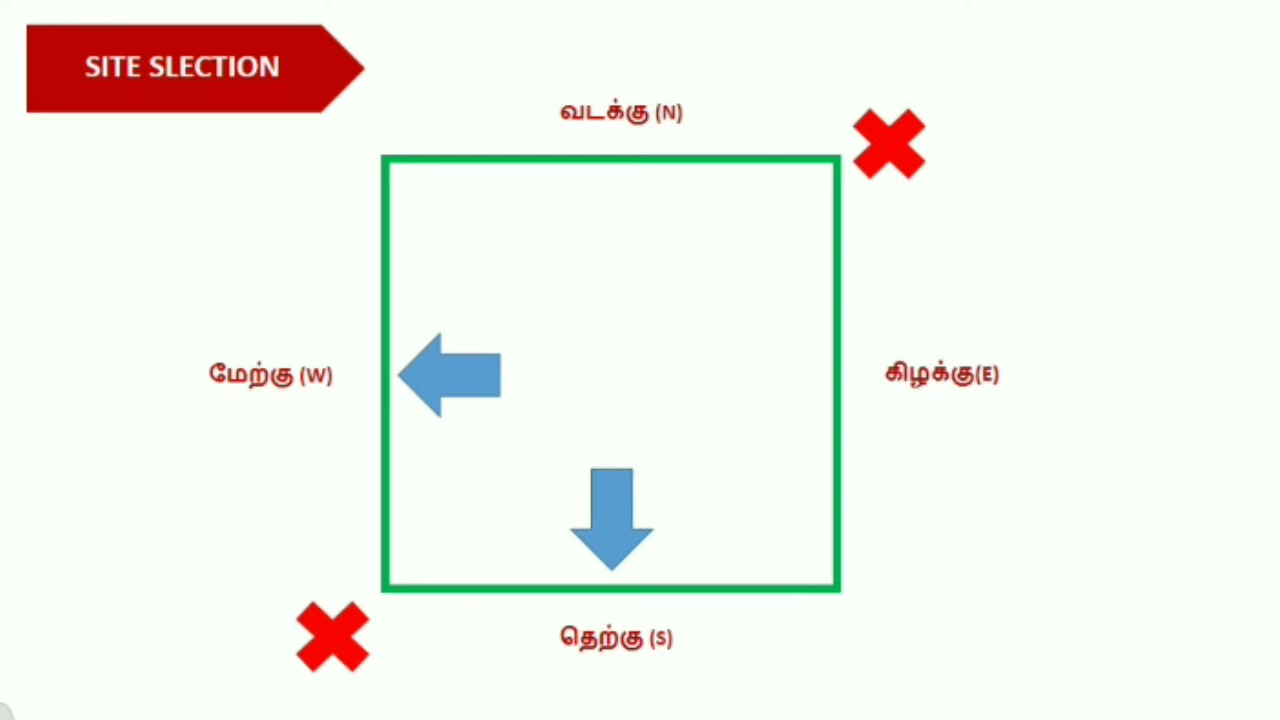 SITE SLECTION
வடக்கு (N)
மேற்கு (W)
கிழக்கு(E)
தெற்கு (S)